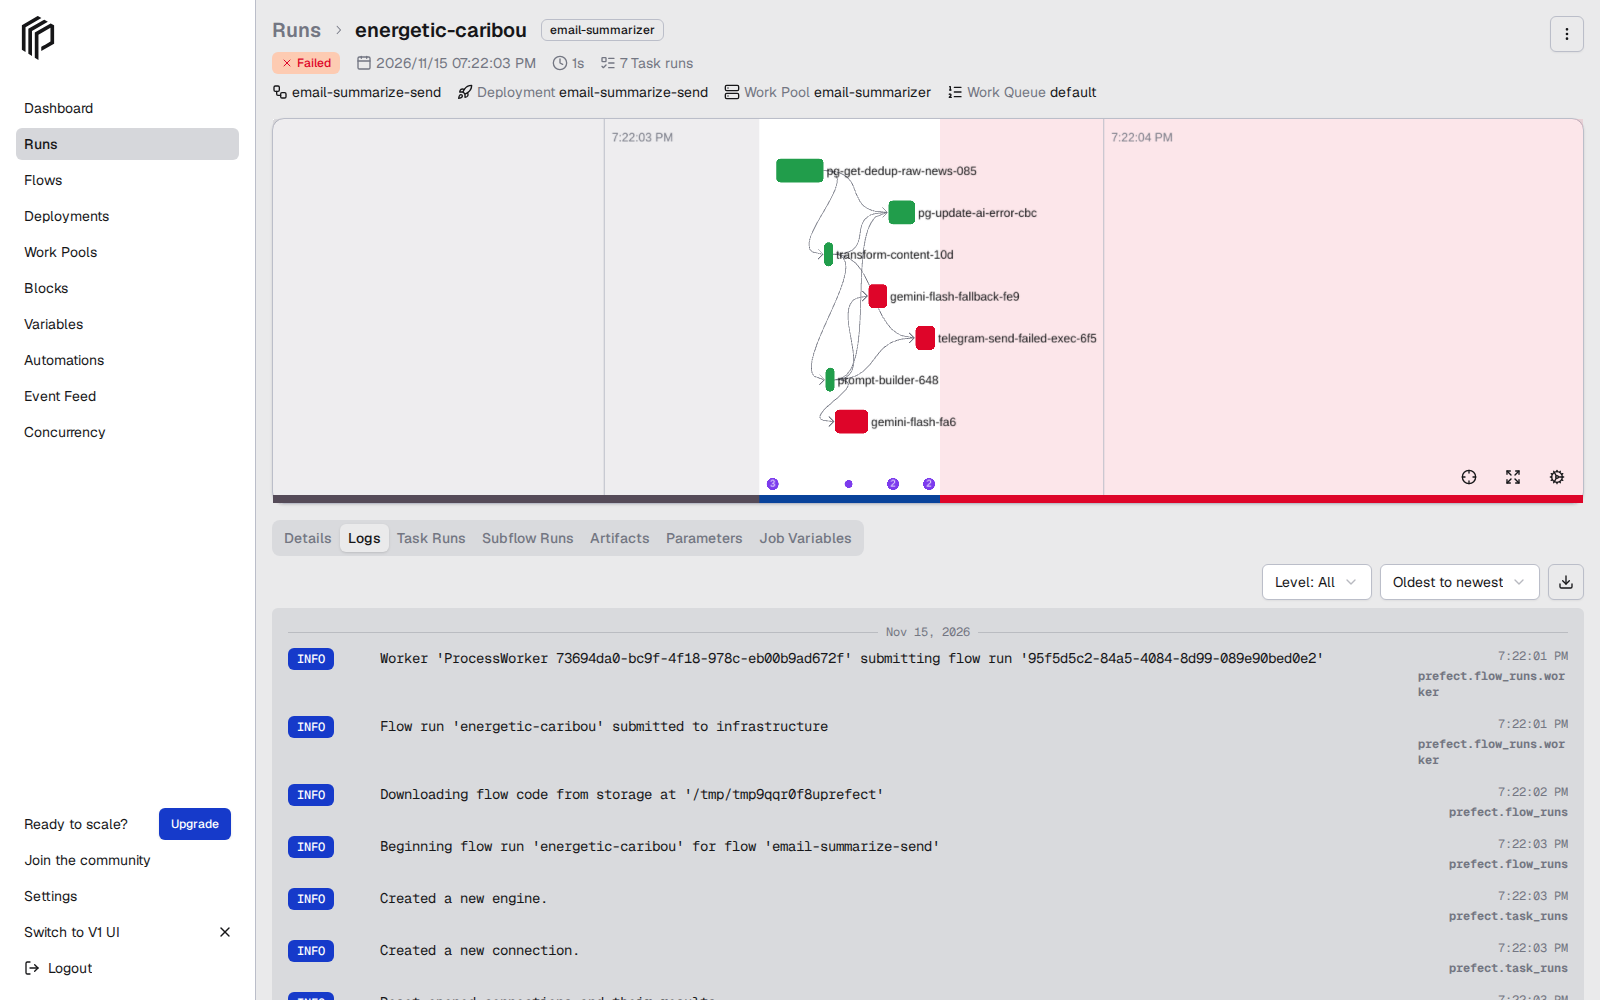 Runs
energetic-caribou
email-summarizer
Failed
2026/11/15 07:22:03 PM
1s
7 Task runs
email-summarize-send
Deployment email-summarize-send
Work Pool email-summarizer
Work Queue default
Dashboard
Runs
Flows
Deployments
Work Pools
Blocks
Variables
Automations
Event Feed
Concurrency
Ready to scale?
Upgrade
Join the community
Settings
Switch to V1 UI
Logout
7:22:03 PM
7:22:04 PM
pg-get-dedup-raw-news-085
pg-update-ai-error-cbc
transform-content-10d
gemini-flash-fallback-fe9
telegram-send-failed-exec-6f5
prompt-builder-648
gemini-flash-fa6
3
2
2
Details
Logs
Task Runs
Subflow Runs
Artifacts
Parameters
Job Variables
Level: All
Oldest to newest
Nov 15, 2026
INFO
Worker 'ProcessWorker 73694da0-bc9f-4f18-978c-eb00b9ad672f' submitting flow run '95f5d5c2-84a5-4084-8d99-089e90bed0e2'
7:22:01 PM
prefect.flow_runs.wor
ker
INFO
Flow run 'energetic-caribou' submitted to infrastructure
7:22:01 PM
prefect.flow_runs.wor
ker
INFO
Downloading flow code from storage at '/tmp/tmp9qqr0f8uprefect'
7:22:02 PM
prefect.flow_runs
INFO
Beginning flow run 'energetic-caribou' for flow 'email-summarize-send'
7:22:03 PM
prefect.flow_runs
INFO
Created a new engine.
7:22:03 PM
prefect.task_runs
INFO
Created a new connection.
7:22:03 PM
prefect.task_runs